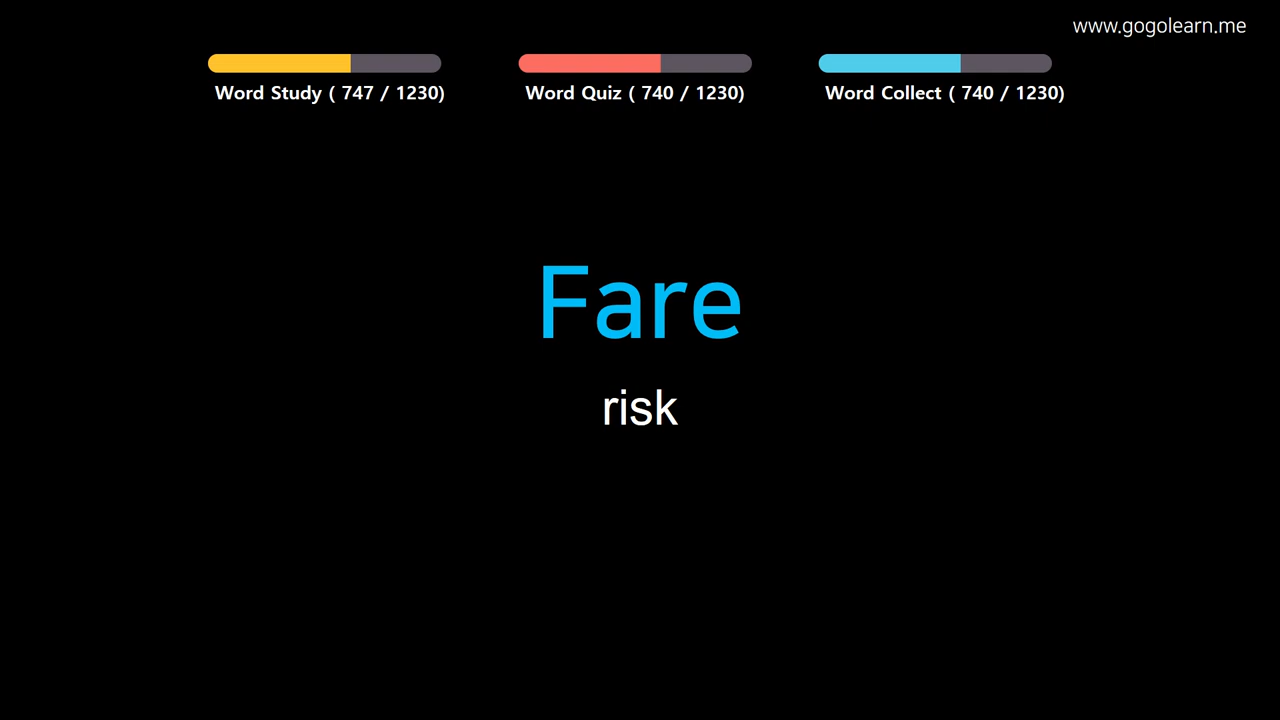 www.gogolearn.me
Word Study ( 747 / 1230)
Word Quiz ( 740 / 1230)
Word Collect ( 740 / 1230)
Fare
risk